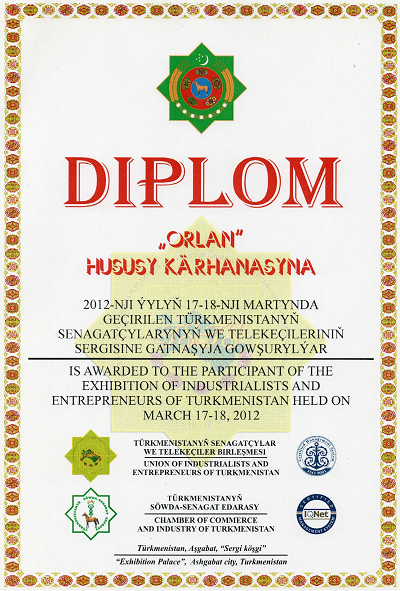 DIPLOM
„ORLAN“
HUSUSY KÄRHANASYNA
2012-NJI ÝYLYŇ 17-18-NJI MARTYNDA
GEÇIRILEN TÜRKMENISTANYŇ
SENAGATÇYLARYNYŇ WE TELEKEÇILERINIŇ
SERGISINE GATNAŞYJA GOWŞURYLÝAR
IS AWARDED TO THE PARTICIPANT OF THE
EXHIBITION OF INDUSTRIALISTS AND
ENTREPRENEURS OF TURKMENISTAN HELD ON
MARCH 17-18, 2012
TÜRKMENISTANYŇ SENAGATÇYLAR
WE TELEKEÇILER BIRLEŞMESI
UNION OF INDUSTRIALISTS AND
ENTREPRENEURS OF TURKMENISTAN
TÜRKMENISTANYŇ
SÖWDA-SENAGAT EDARASY
CHAMBER OF COMMERCE
AND INDUSTRY OF TURKMENISTAN
IQNet
Türkmenistan, Aşgabat, "Sergi köşgi"
"Exhibition Palace", Ashgabat city, Turkmenistan